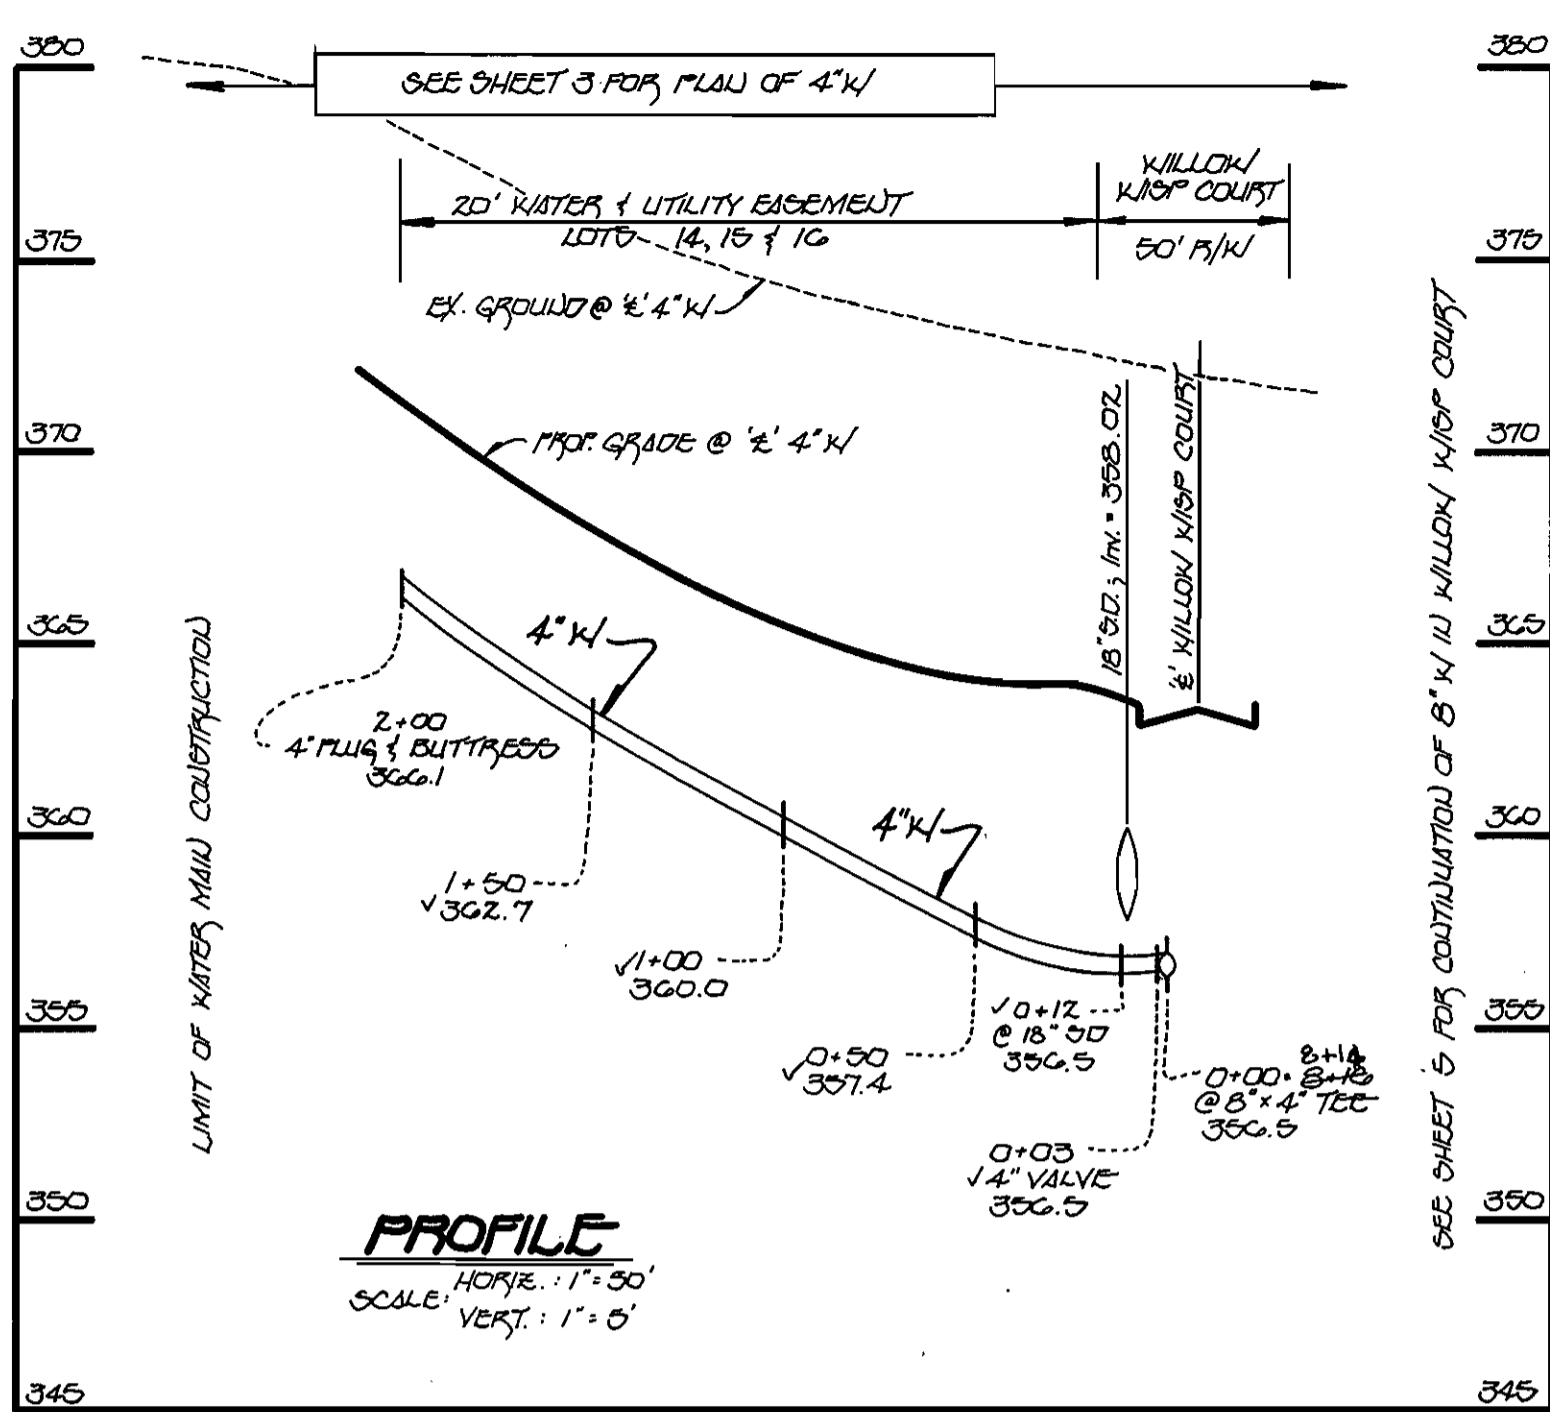 380
380
SEE SHEET 3 FOR PLAN OF 4"W
WILLOW
WISP COURT
20' WATER & UTILITY EASEMENT
LOTS 14, 15 & 16
50' R/W
375
375
EX. GROUND @ '℄' 4" W
370
370
PROP. GRADE @ '℄' 4" W
18" S.D.; Inv. = 358.02
'℄' WILLOW WISP COURT
365
365
4" W
2+00
4" PLUG & BUTTRESS
366.1
LIMIT OF WATER MAIN CONSTRUCTION
SEE SHEET 5 FOR CONTINUATION OF 8" W IN WILLOW WISP COURT
360
360
4" W
1+50
✓362.7
✓1+00
360.0
355
355
✓0+12
@ 18" SD
356.5
✓0+50
357.4
8+14
0+00 =
@ 8" × 4" TEE
356.5
0+03
✓4" VALVE
356.5
350
350
PROFILE
SCALE: HORIZ.: 1" = 50'
VERT.: 1" = 5'
345
345